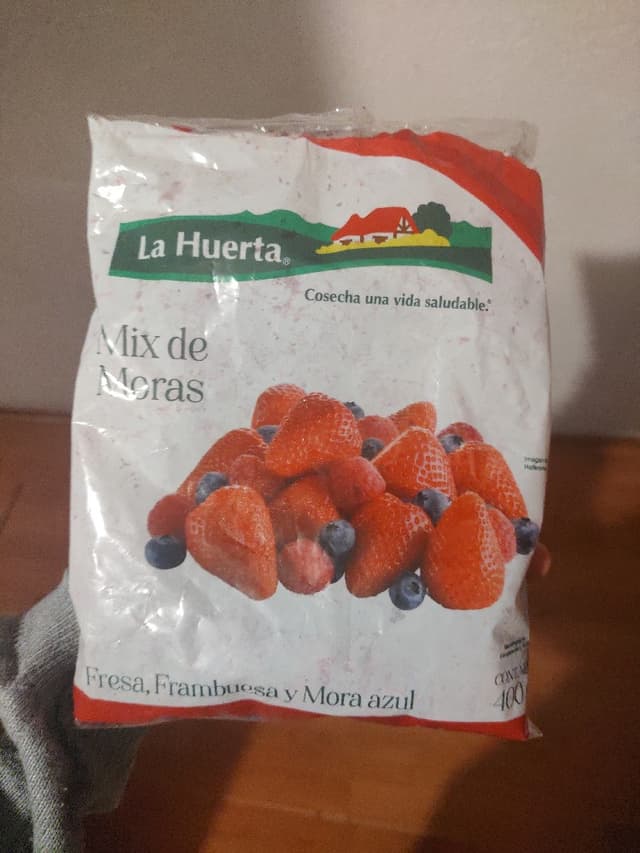 La Huerta®
Cosecha una vida saludable.®
Mix de
Moras
Fresa, Frambuesa y Mora azul
400